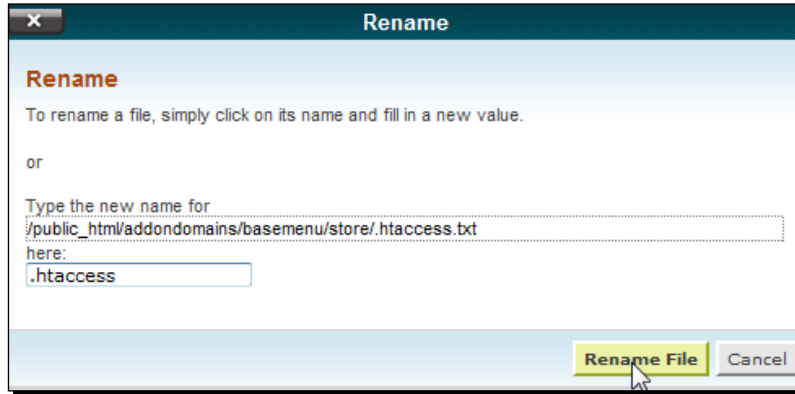 Rename
Rename
To rename a file, simply click on its name and fill in a new value.
or
Type the new name for
/public_html/addondomains/basemenu/store/.htaccess.txt
here:
.htaccess
Rename File
Cancel